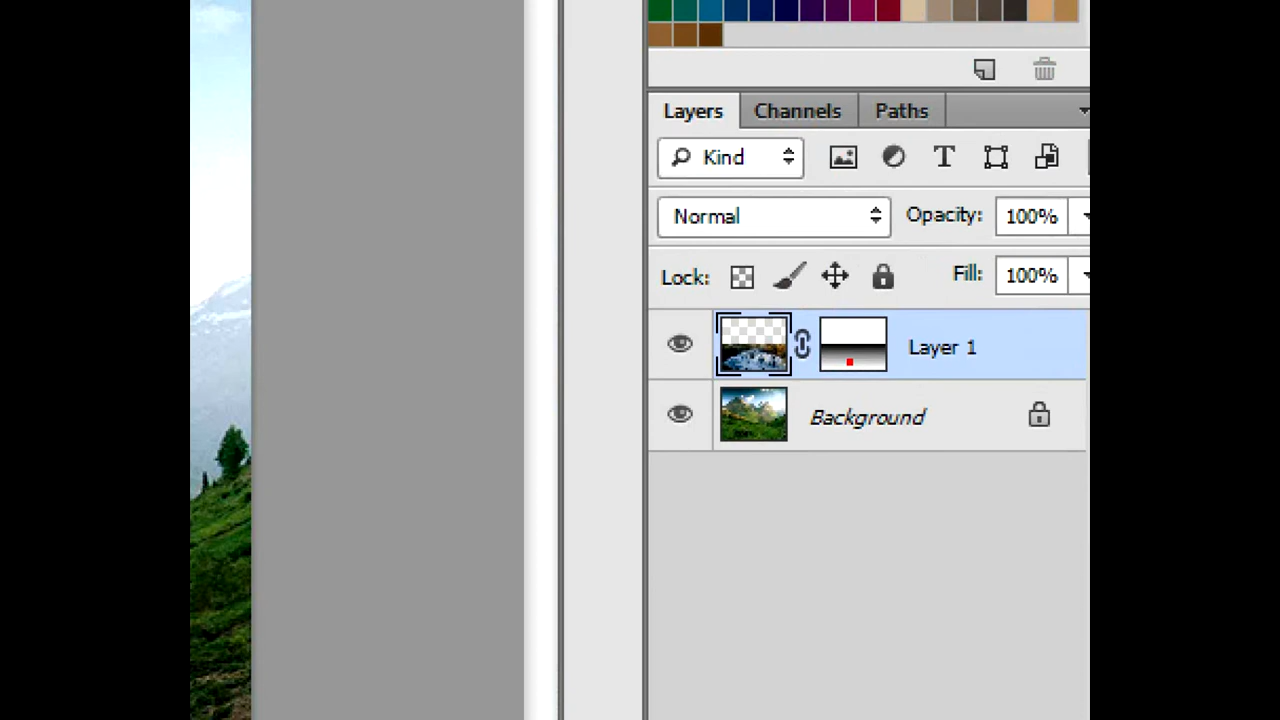 Layers Channels Paths
Kind T
Normal Opacity: 100%
Lock: Fill: 100%
Layer 1
Background